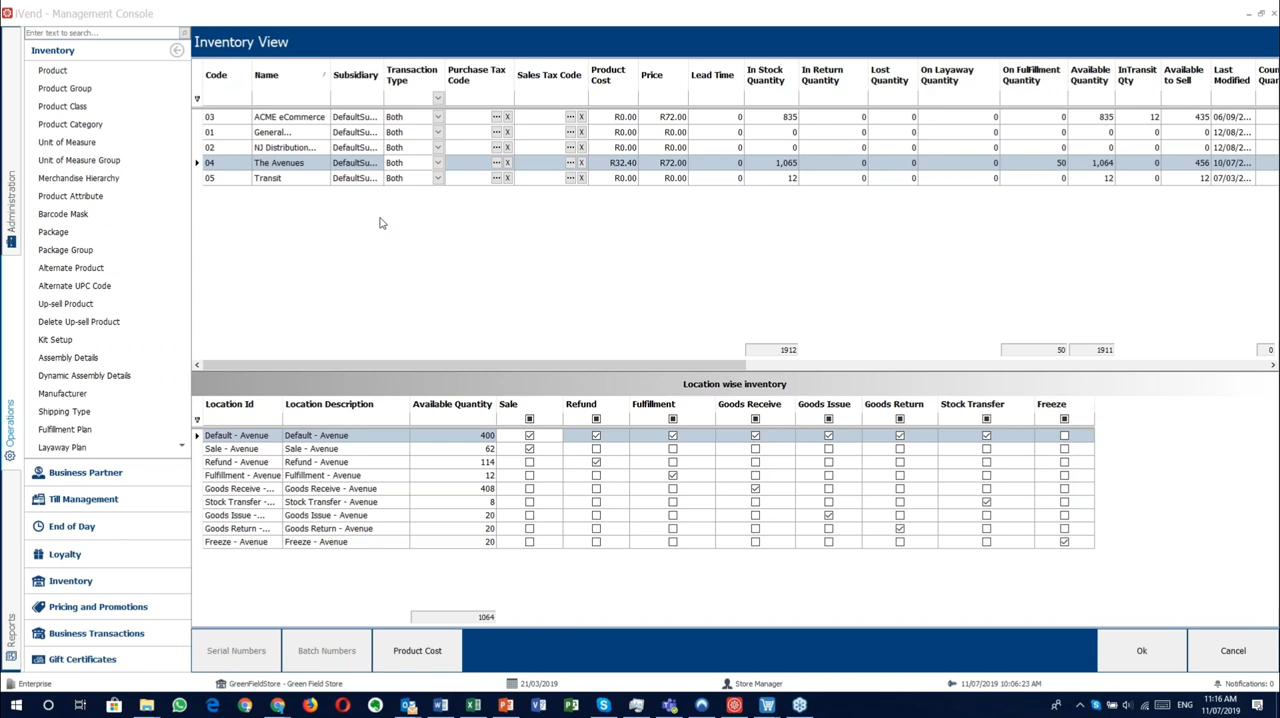 iVend - Management Console
Enter text to search...
Inventory
Product
Product Group
Product Class
Product Category
Unit of Measure
Unit of Measure Group
Merchandise Hierarchy
Product Attribute
Barcode Mask
Package
Package Group
Alternate Product
Alternate UPC Code
Up-sell Product
Delete Up-sell Product
Kit Setup
Assembly Details
Dynamic Assembly Details
Manufacturer
Shipping Type
Fulfillment Plan
Layaway Plan
Business Partner
Till Management
End of Day
Loyalty
Inventory
Pricing and Promotions
Business Transactions
Gift Certificates
Administration
Operations
Reports
Inventory View
Code Name Subsidiary Transaction Type Purchase Tax Code Sales Tax Code Product Cost Price Lead Time In Stock Quantity In Return Quantity Lost Quantity On Layaway Quantity On Fulfillment Quantity Available Quantity InTransit Qty Available to Sell Last Modified Coun Quan
03 ACME eCommerce DefaultSu... Both ... X ... X R0.00 R72.00 0 835 0 0 0 0 835 12 435 06/09/2...
01 General... DefaultSu... Both ... X ... X R0.00 R72.00 0 0 0 0 0 0 0 0 0 12/08/2...
02 NJ Distribution... DefaultSu... Both ... X ... X R0.00 R72.00 0 0 0 0 0 0 0 0 0 12/08/2...
04 The Avenues DefaultSu... Both ... X ... X R32.40 R72.00 0 1,065 0 0 0 50 1,064 0 456 10/07/2...
05 Transit DefaultSu... Both ... X ... X R0.00 R72.00 0 12 0 0 0 0 12 0 12 07/03/2...
1912 50 1911 0
Location wise inventory
Location Id Location Description Available Quantity Sale Refund Fulfillment Goods Receive Goods Issue Goods Return Stock Transfer Freeze
Default - Avenue Default - Avenue 400
Sale - Avenue Sale - Avenue 62
Refund - Avenue Refund - Avenue 114
Fulfillment - Avenue Fulfillment - Avenue 12
Goods Receive -... Goods Receive - Avenue 408
Stock Transfer -... Stock Transfer - Avenue 8
Goods Issue -... Goods Issue - Avenue 20
Goods Return -... Goods Return - Avenue 20
Freeze - Avenue Freeze - Avenue 20
1064
Serial Numbers Batch Numbers Product Cost Ok Cancel
Enterprise GreenFieldStore - Green Field Store 21/03/2019 Store Manager 11/07/2019 10:06:23 AM Notifications: 0
ENG 11:16 AM
11/07/2019